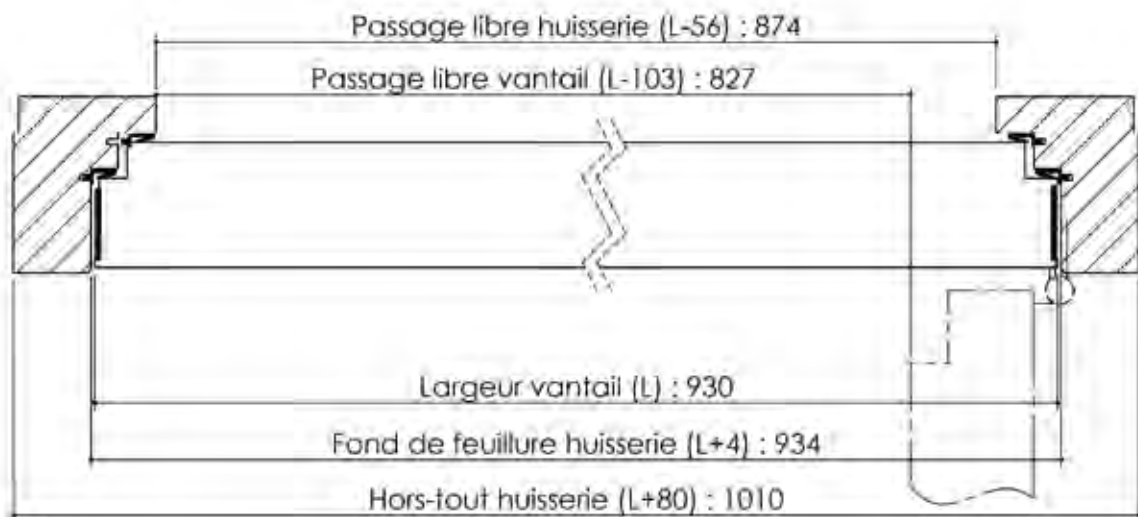 Passage libre huisserie (L-56) : 874
Passage libre vantail (L-103) : 827
Largeur vantail (L) : 930
Fond de feuillure huisserie (L+4) : 934
Hors-tout huisserie (L+80) : 1010